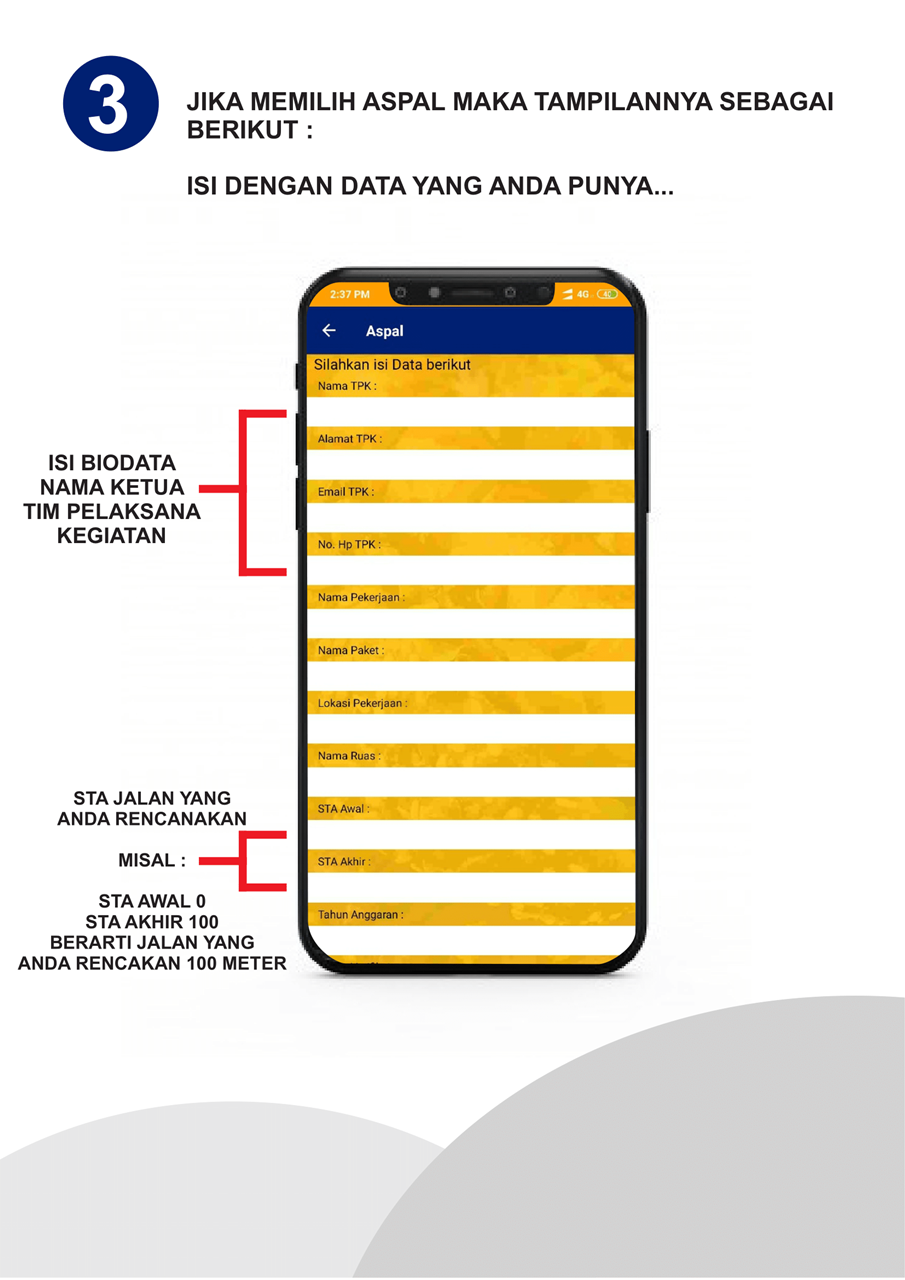 3
JIKA MEMILIH ASPAL MAKA TAMPILANNYA SEBAGAI
BERIKUT :
ISI DENGAN DATA YANG ANDA PUNYA...
2:37 PM
4G
Aspal
Silahkan isi Data berikut
Nama TPK :
Alamat TPK :
Email TPK :
No. Hp TPK :
Nama Pekerjaan :
Nama Paket :
Lokasi Pekerjaan :
Nama Ruas :
STA Awal :
STA Akhir :
Tahun Anggaran :
ISI BIODATA
NAMA KETUA
TIM PELAKSANA
KEGIATAN
STA JALAN YANG
ANDA RENCANAKAN
MISAL :
STA AWAL 0
STA AKHIR 100
BERARTI JALAN YANG
ANDA RENCAKAN 100 METER